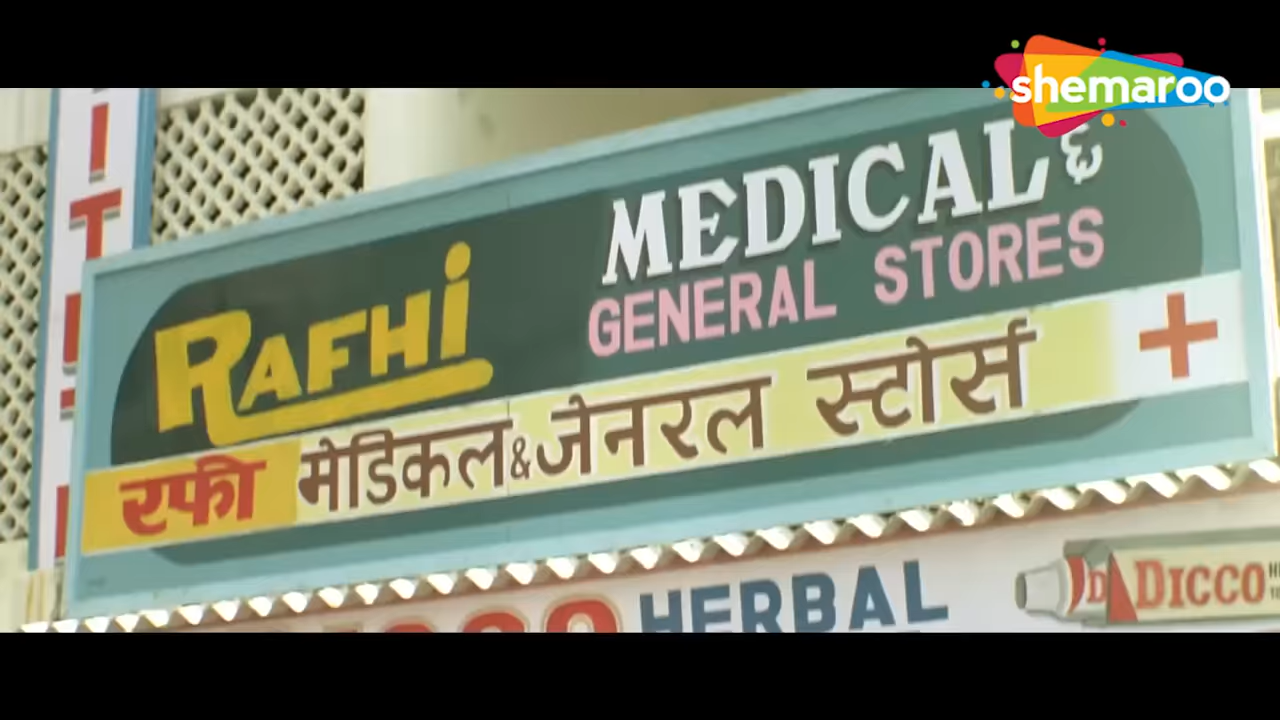 shemaroo
RAFHi
MEDICAL &
GENERAL STORES
रफी मेडिकल & जेनरल स्टोर्स
HERBAL
DICCO